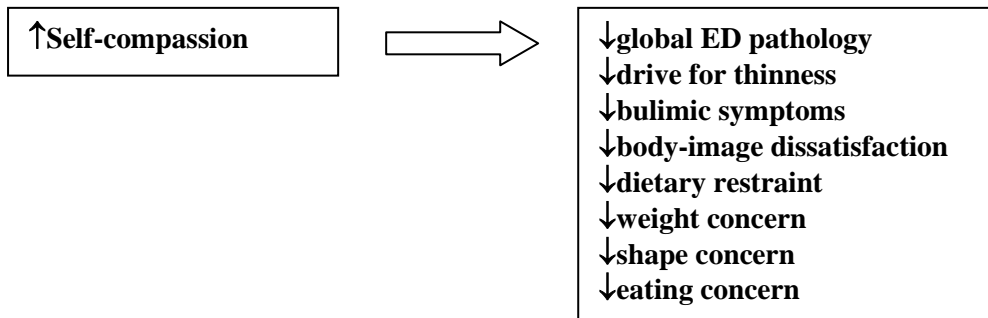 ↑Self-compassion
↓global ED pathology
↓drive for thinness
↓bulimic symptoms
↓body-image dissatisfaction
↓dietary restraint
↓weight concern
↓shape concern
↓eating concern